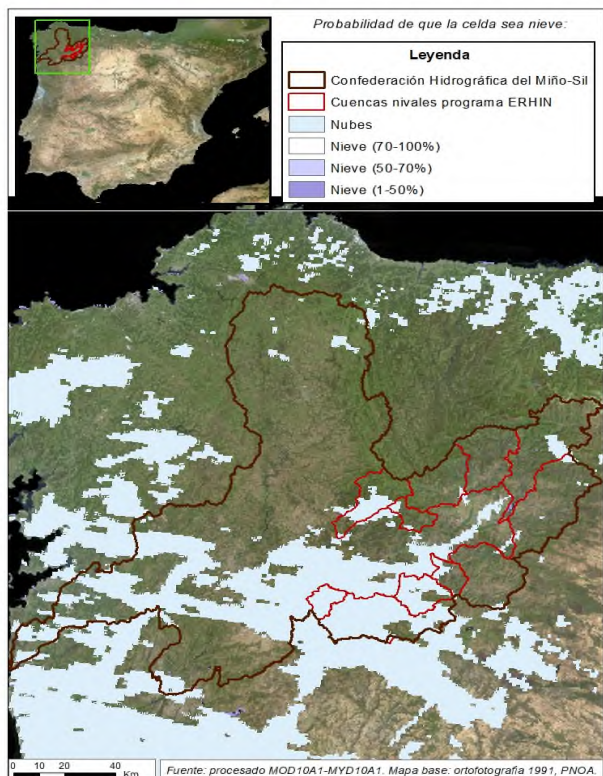 Probabilidad de que la celda sea nieve:
Leyenda
Confederación Hidrográfica del Miño-Sil
Cuencas nivales programa ERHIN
Nubes
Nieve (70-100%)
Nieve (50-70%)
Nieve (1-50%)
0 10 20 40
Km
Fuente: procesado MOD10A1-MYD10A1. Mapa base: ortofotografía 1991, PNOA.